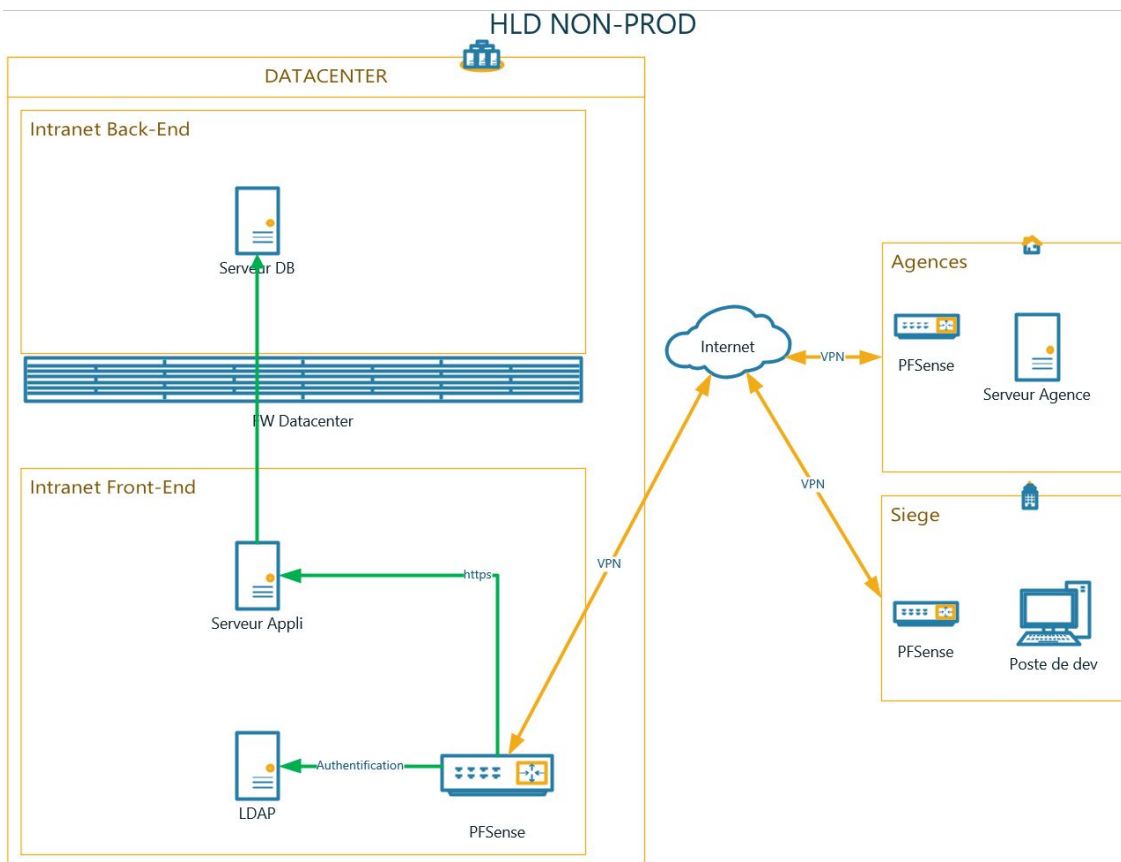 HLD NON-PROD
DATACENTER
Intranet Back-End
Serveur DB
FW Datacenter
Intranet Front-End
https
Serveur Appli
Authentification
LDAP
PFSense
VPN
Internet
VPN
VPN
Agences
PFSense
Serveur Agence
Siege
PFSense
Poste de dev